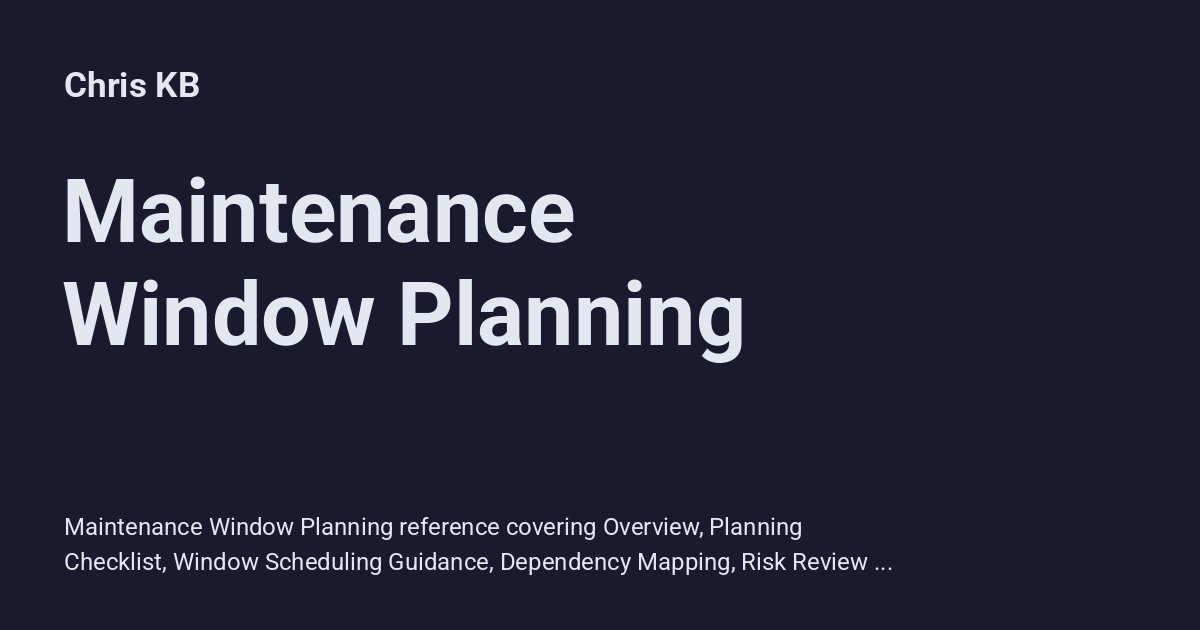 Chris KB
Maintenance
Window Planning
Maintenance Window Planning reference covering Overview, Planning
Checklist, Window Scheduling Guidance, Dependency Mapping, Risk Review ...